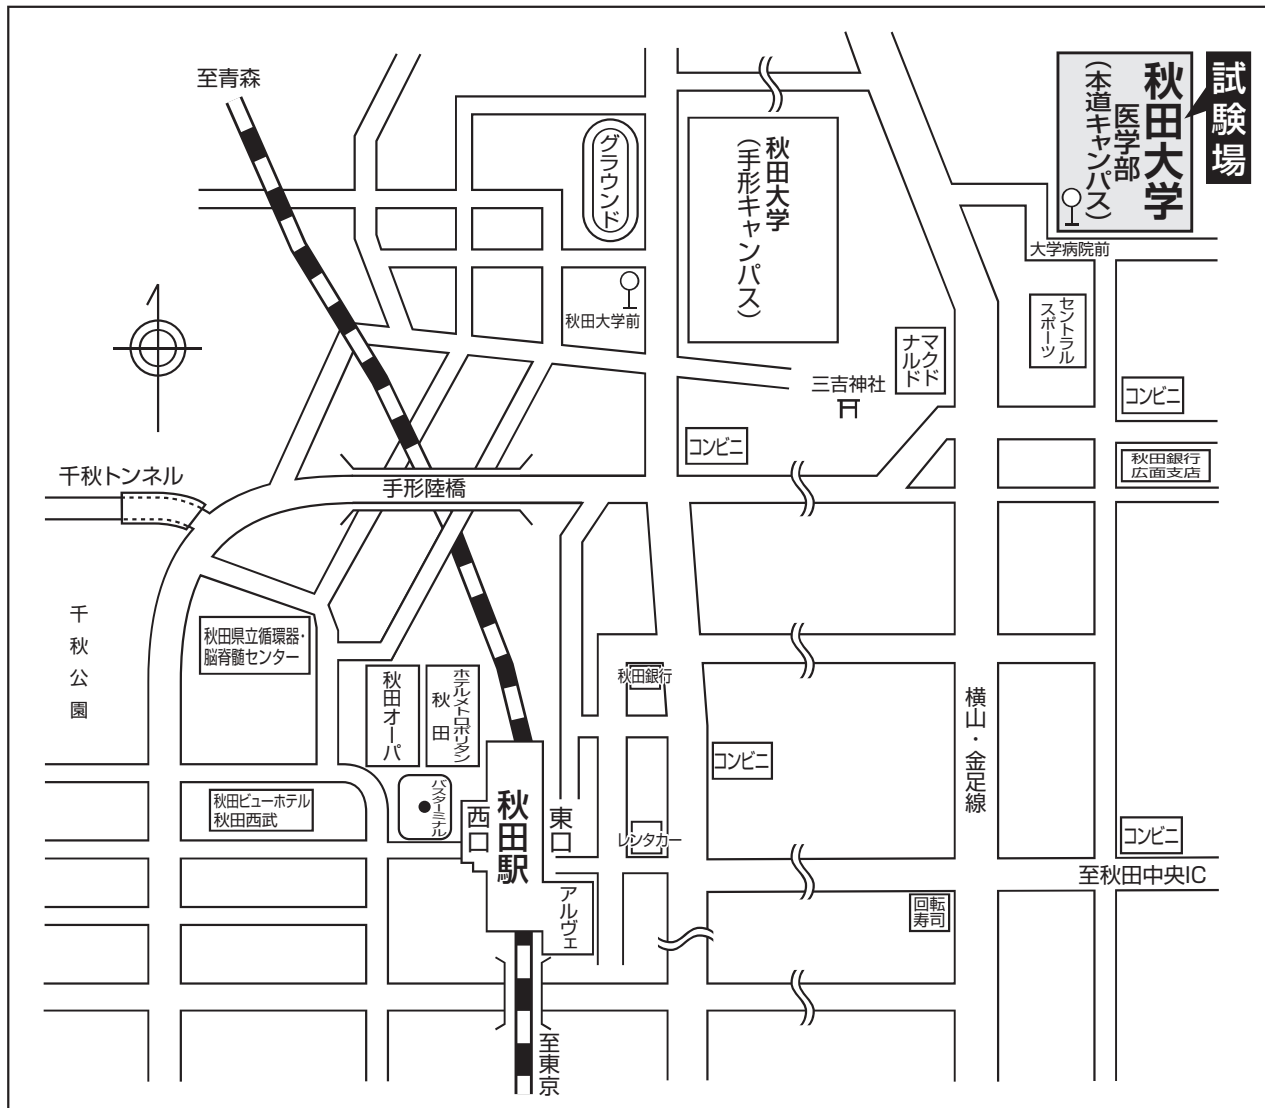 至青森
試験場
秋田大学
医学部
(本道キャンパス)
大学病院前
グラウンド
秋田大学
(手形キャンパス)
秋田大学前
セントラル
スポーツ
マクド
ナルド
三吉神社
コンビニ
コンビニ
秋田銀行
広面支店
千秋トンネル
手形陸橋
千秋公園
秋田県立循環器・
脳脊髄センター
秋田オーパ
ホテルメトロポリタン
秋田
秋田銀行
横山・金足線
コンビニ
秋田ビューホテル
秋田西武
バスターミナル
西口
秋田駅
東口
レンタカー
コンビニ
至秋田中央IC
アルヴェ
回転
寿司
至東京